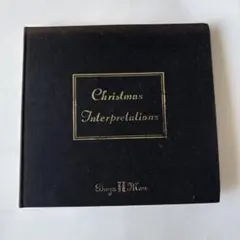 Christmas
Interpretations
Boyz II Men